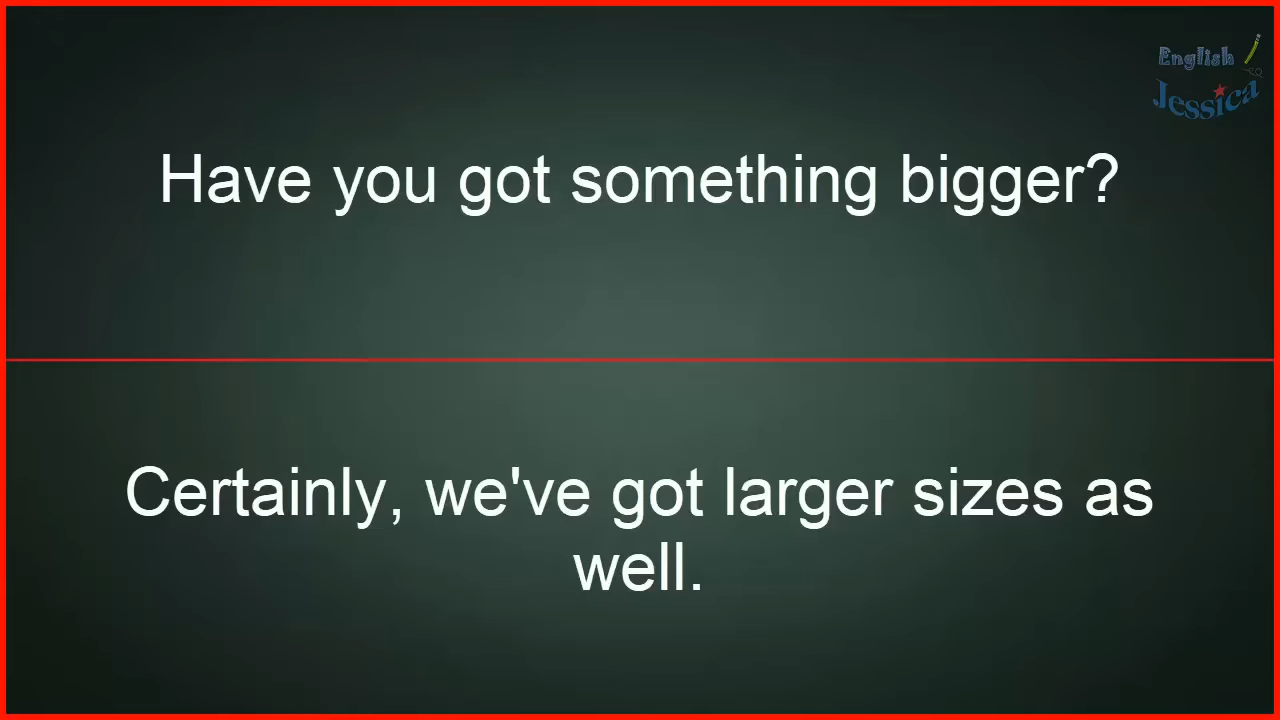 English
Jessica
Have you got something bigger?
Certainly, we've got larger sizes as
well.